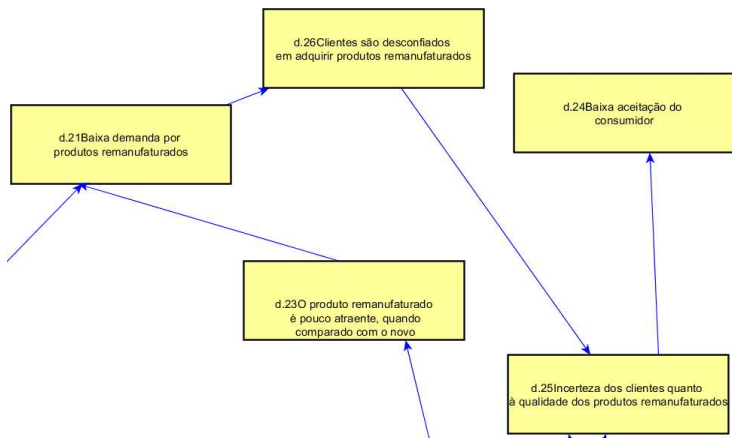 d.26Clientes são desconfiados
em adquirir produtos remanufaturados
d.24Baixa aceitação do
consumidor
d.21Baixa demanda por
produtos remanufaturados
d.23O produto remanufaturado
é pouco atraente, quando
comparado com o novo
d.25Incerteza dos clientes quanto
à qualidade dos produtos remanufaturados